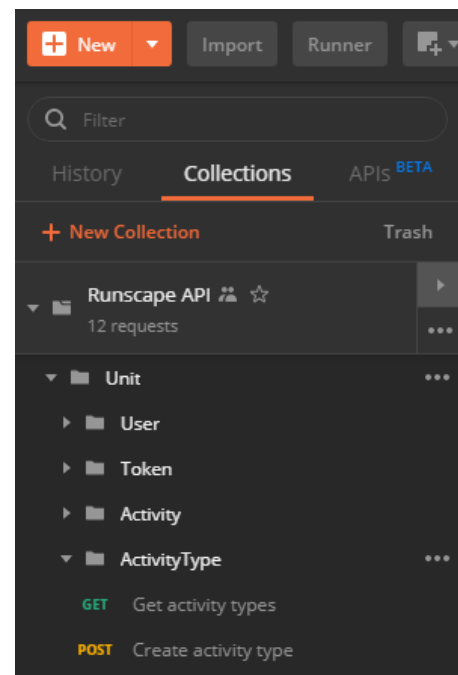 New Import Runner
Filter
History Collections APIs BETA
+ New Collection Trash
Runscape API
12 requests
Unit
User
Token
Activity
ActivityType
GET Get activity types
POST Create activity type